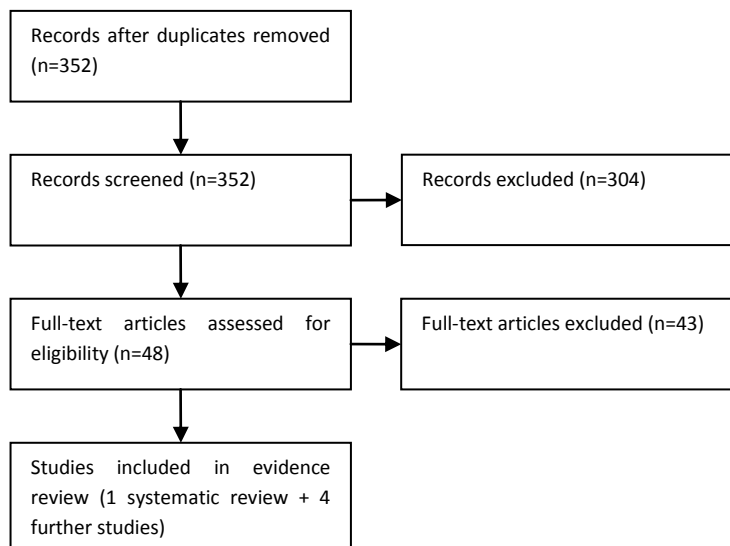 Records after duplicates removed
(n=352)
Records screened (n=352)
Records excluded (n=304)
Full-text articles assessed for
eligibility (n=48)
Full-text articles excluded (n=43)
Studies included in evidence
review (1 systematic review + 4
further studies)